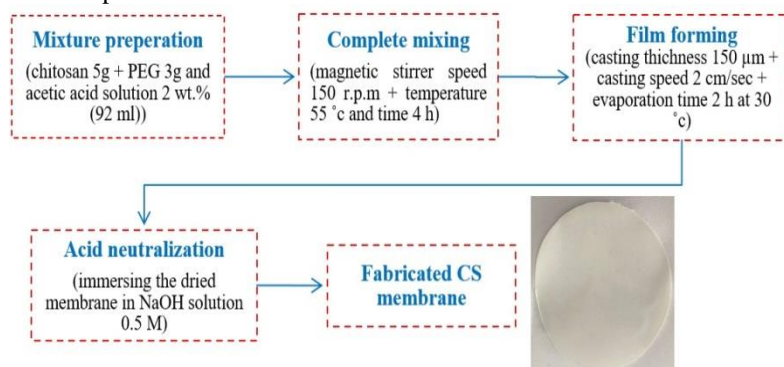 Mixture preperation
(chitosan 5g + PEG 3g and
acetic acid solution 2 wt.%
(92 ml))
Complete mixing
(magnetic stirrer speed
150 r.p.m + temperature
55 ˚c and time 4 h)
Film forming
(casting thichness 150 µm +
casting speed 2 cm/sec +
evaporation time 2 h at 30
˚c)
Acid neutralization
(immersing the dried
membrane in NaOH solution
0.5 M)
Fabricated CS
membrane